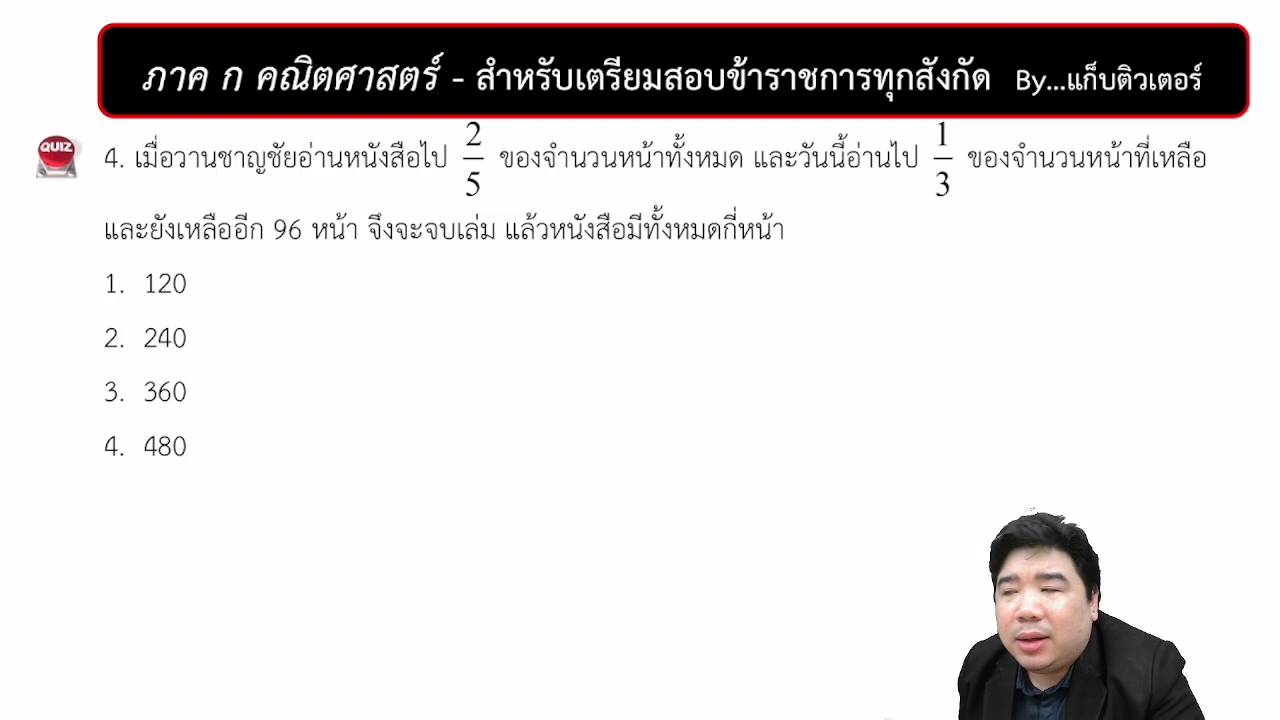 ภาค ก คณิตศาสตร์ - สำหรับเตรียมสอบข้าราชการทุกสังกัด By...แก็บติวเตอร์
QUIZ
4. เมื่อวานชาญชัยอ่านหนังสือไป 2/5 ของจำนวนหน้าทั้งหมด และวันนี้อ่านไป 1/3 ของจำนวนหน้าที่เหลือ
และยังเหลืออีก 96 หน้า จึงจะจบเล่ม แล้วหนังสือมีทั้งหมดกี่หน้า
1. 120
2. 240
3. 360
4. 480